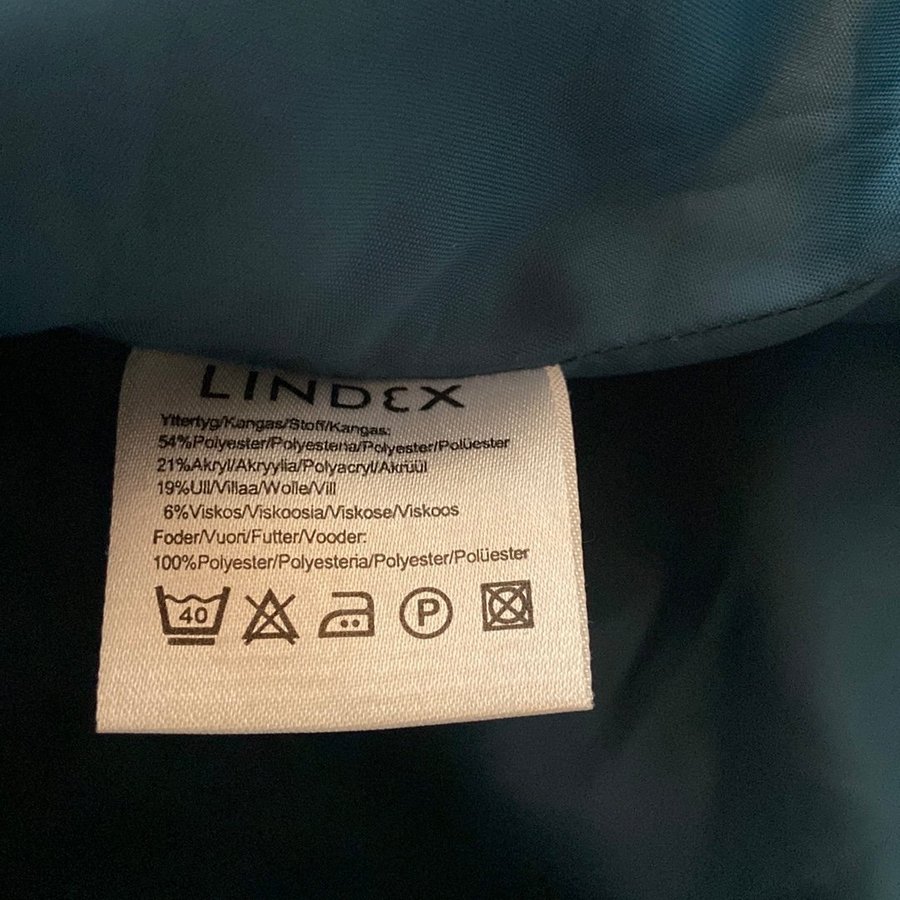 LINDEX
Yttertyg/Kangas/Stoff/Kangas:
54%Polyester/Polyesteria/Polyester/Polüester
21%Akryl/Akryylia/Polyacryl/Akrüül
19%Ull/Villaa/Wolle/Vill
6%Viskos/Viskoosia/Viskose/Viskoos
Foder/Vuori/Futter/Vooder:
100%Polyester/Polyesteria/Polyester/Polüester
40 P